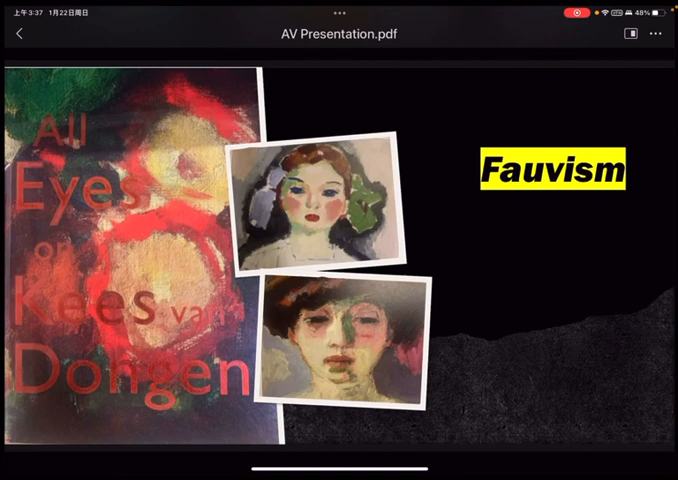 上午3:37 1月22日周日
48%
AV Presentation.pdf
All
Eyes
on
Kees van
Dongen
Fauvism